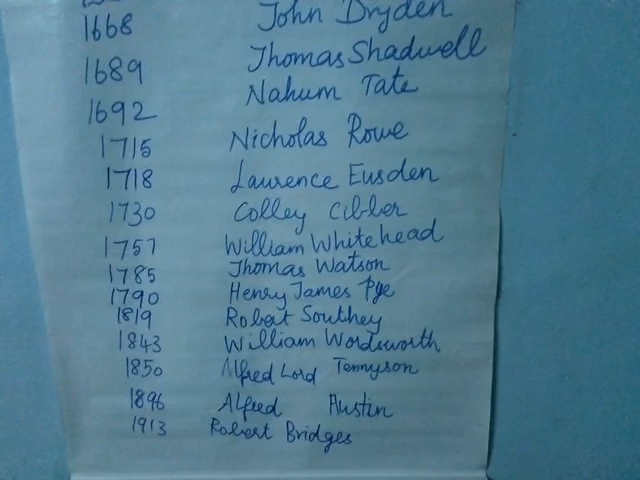 1668 John Dryden
1689 Thomas Shadwell
1692 Nahum Tate
1715 Nicholas Rowe
1718 Laurence Eusden
1730 Colley Cibber
1757 William Whitehead
1785 Thomas Watson
1790 Henry James Pye
1819 Robert Southey
1843 William Wordsworth
1850 Alfred Lord Tennyson
1896 Alfred Austin
1913 Robert Bridges